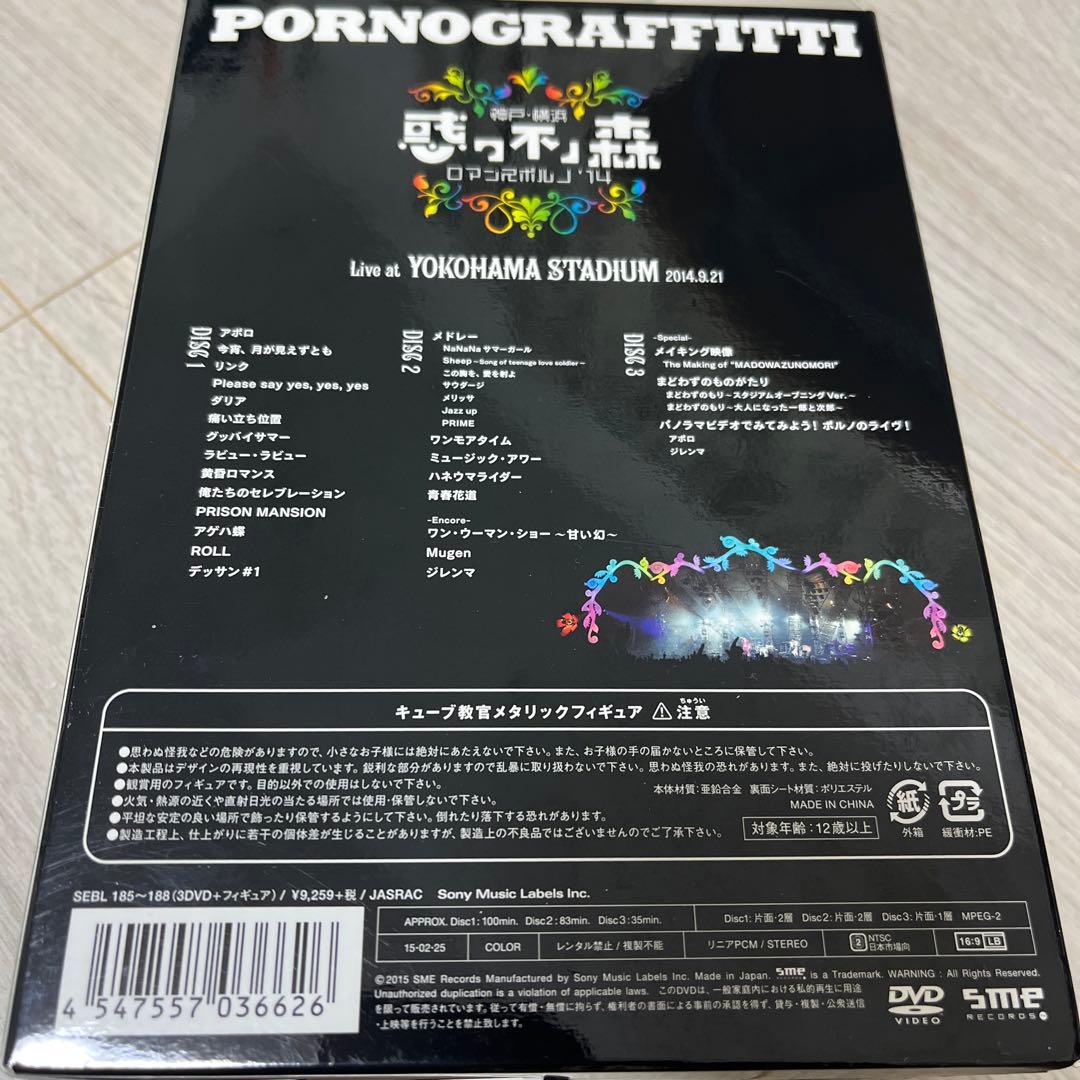 PORNOGRAFFITTI
神戸・横浜
惑ワ不ノ森
ロマンスポルノ'14
Live at YOKOHAMA STADIUM 2014.9.21
DISC 1
アポロ
今宵、月が見えずとも
リンク
Please say yes, yes, yes
ダリア
痛い立ち位置
グッバイサマー
ラビュー・ラビュー
黄昏ロマンス
俺たちのセレブレーション
PRISON MANSION
アゲハ蝶
ROLL
デッサン#1
DISC 2
メドレー
NaNaNa サマーガール
Sheep ~Song of teenage love soldier~
この胸を、愛を射よ
サウダージ
メリッサ
Jazz up
PRIME
ワンモアタイム
ミュージック・アワー
ハネウマライダー
青春花道
-Encore-
ワン・ウーマン・ショー ~甘い幻~
Mugen
ジレンマ
DISC 3
-Special-
メイキング映像
The Making of "MADOWAZUNOMORI"
まどわずのものがたり
まどわずのもり~スタジアムオープニングVer.~
まどわずのもり~大人になった一郎と次郎~
パノラマビデオでみてみよう!ポルノのライヴ!
アポロ
ジレンマ
キューブ教官メタリックフィギュア ⚠ 注意
ちゅうい
●思わぬ怪我などの危険がありますので、小さなお子様には絶対にあたえないで下さい。また、お子様の手の届かないところに保管して下さい。
●本製品はデザインの再現性を重視しています。鋭利な部分がありますので乱暴に取り扱わないで下さい。思わぬ怪我の恐れがあります。また、絶対に投げたりしないで下さい。
●観賞用のフィギュアです。目的以外での使用はしないで下さい。
●火気・熱源の近くや直射日光の当たる場所では使用・保管しないで下さい。
●平坦な安定の良い場所で飾ったり保管するようにして下さい。倒れたり落下する恐れがあります。
●製造工程上、仕上がりに若干の個体差が生じることがありますが、製造上の不良品ではございませんのでご了承下さい。
本体材質:亜鉛合金 裏面シート材質:ポリエステル
MADE IN CHINA
対象年齢:12歳以上
紙
外箱
プラ
緩衝材:PE
SEBL 185~188 (3DVD+フィギュア) / ¥9,259+税 / JASRAC Sony Music Labels Inc.
APPROX. Disc1: 100min. Disc2: 83min. Disc3: 35min.
Disc1: 片面・2層 Disc2: 片面・2層 Disc3: 片面・1層 MPEG-2
15-02-25
COLOR
レンタル禁止 / 複製不能
リニアPCM / STEREO
2 NTSC 日本市場向
16:9 LB
©2015 SME Records Manufactured by Sony Music Labels Inc. Made in Japan. sme is a Trademark. WARNING : All Rights Reserved.
Unauthorized duplication is a violation of applicable laws. このDVDは、一般家庭内における私的再生に用途
を限って販売されています。従って有償・無償に拘らず、権利者の書面による事前の承認を得ず、貸与・複製・公衆送信
・上映等を行うことを禁止致します。
DVD VIDEO
sme RECORDS
4 547557 036626